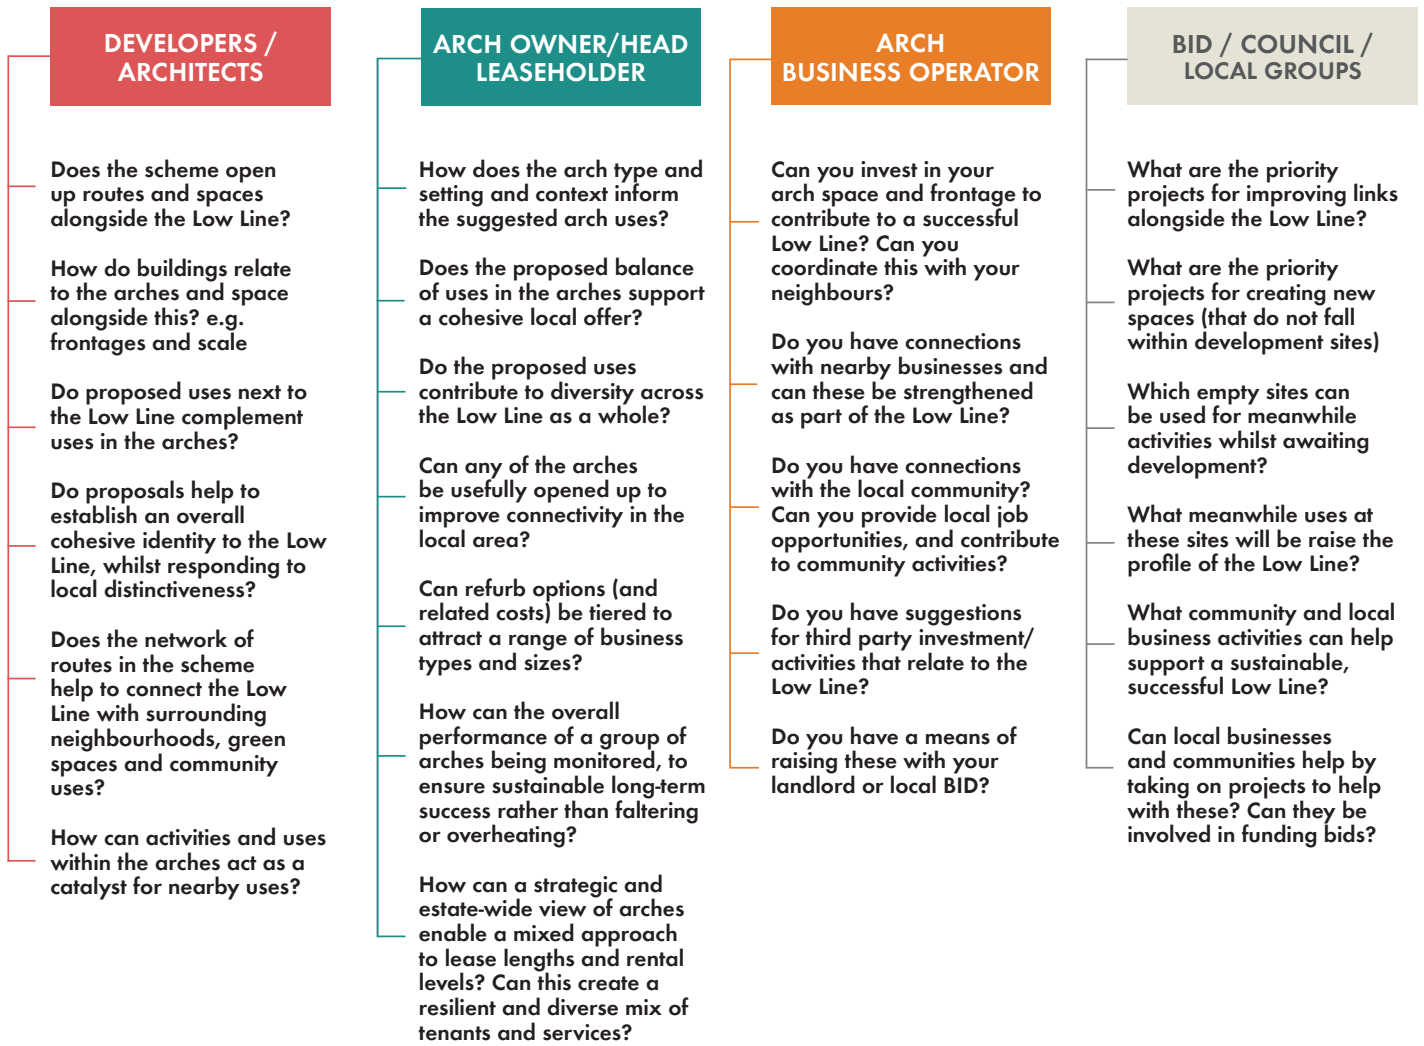 DEVELOPERS /
ARCHITECTS
Does the scheme open
up routes and spaces
alongside the Low Line?
How do buildings relate
to the arches and space
alongside this? e.g.
frontages and scale
Do proposed uses next to
the Low Line complement
uses in the arches?
Do proposals help to
establish an overall
cohesive identity to the Low
Line, whilst responding to
local distinctiveness?
Does the network of
routes in the scheme
help to connect the Low
Line with surrounding
neighbourhoods, green
spaces and community
uses?
How can activities and uses
within the arches act as a
catalyst for nearby uses?
ARCH OWNER/HEAD
LEASEHOLDER
How does the arch type and
setting and context inform
the suggested arch uses?
Does the proposed balance
of uses in the arches support
a cohesive local offer?
Do the proposed uses
contribute to diversity across
the Low Line as a whole?
Can any of the arches
be usefully opened up to
improve connectivity in the
local area?
Can refurb options (and
related costs) be tiered to
attract a range of business
types and sizes?
How can the overall
performance of a group of
arches being monitored, to
ensure sustainable long-term
success rather than faltering
or overheating?
How can a strategic and
estate-wide view of arches
enable a mixed approach
to lease lengths and rental
levels? Can this create a
resilient and diverse mix of
tenants and services?
ARCH
BUSINESS OPERATOR
Can you invest in your
arch space and frontage to
contribute to a successful
Low Line? Can you
coordinate this with your
neighbours?
Do you have connections
with nearby businesses and
can these be strengthened
as part of the Low Line?
Do you have connections
with the local community?
Can you provide local job
opportunities, and contribute
to community activities?
Do you have suggestions
for third party investment/
activities that relate to the
Low Line?
Do you have a means of
raising these with your
landlord or local BID?
BID / COUNCIL /
LOCAL GROUPS
What are the priority
projects for improving links
alongside the Low Line?
What are the priority
projects for creating new
spaces (that do not fall
within development sites)
Which empty sites can
be used for meanwhile
activities whilst awaiting
development?
What meanwhile uses at
these sites will be raise the
profile of the Low Line?
What community and local
business activities can help
support a sustainable,
successful Low Line?
Can local businesses
and communities help by
taking on projects to help
with these? Can they be
involved in funding bids?